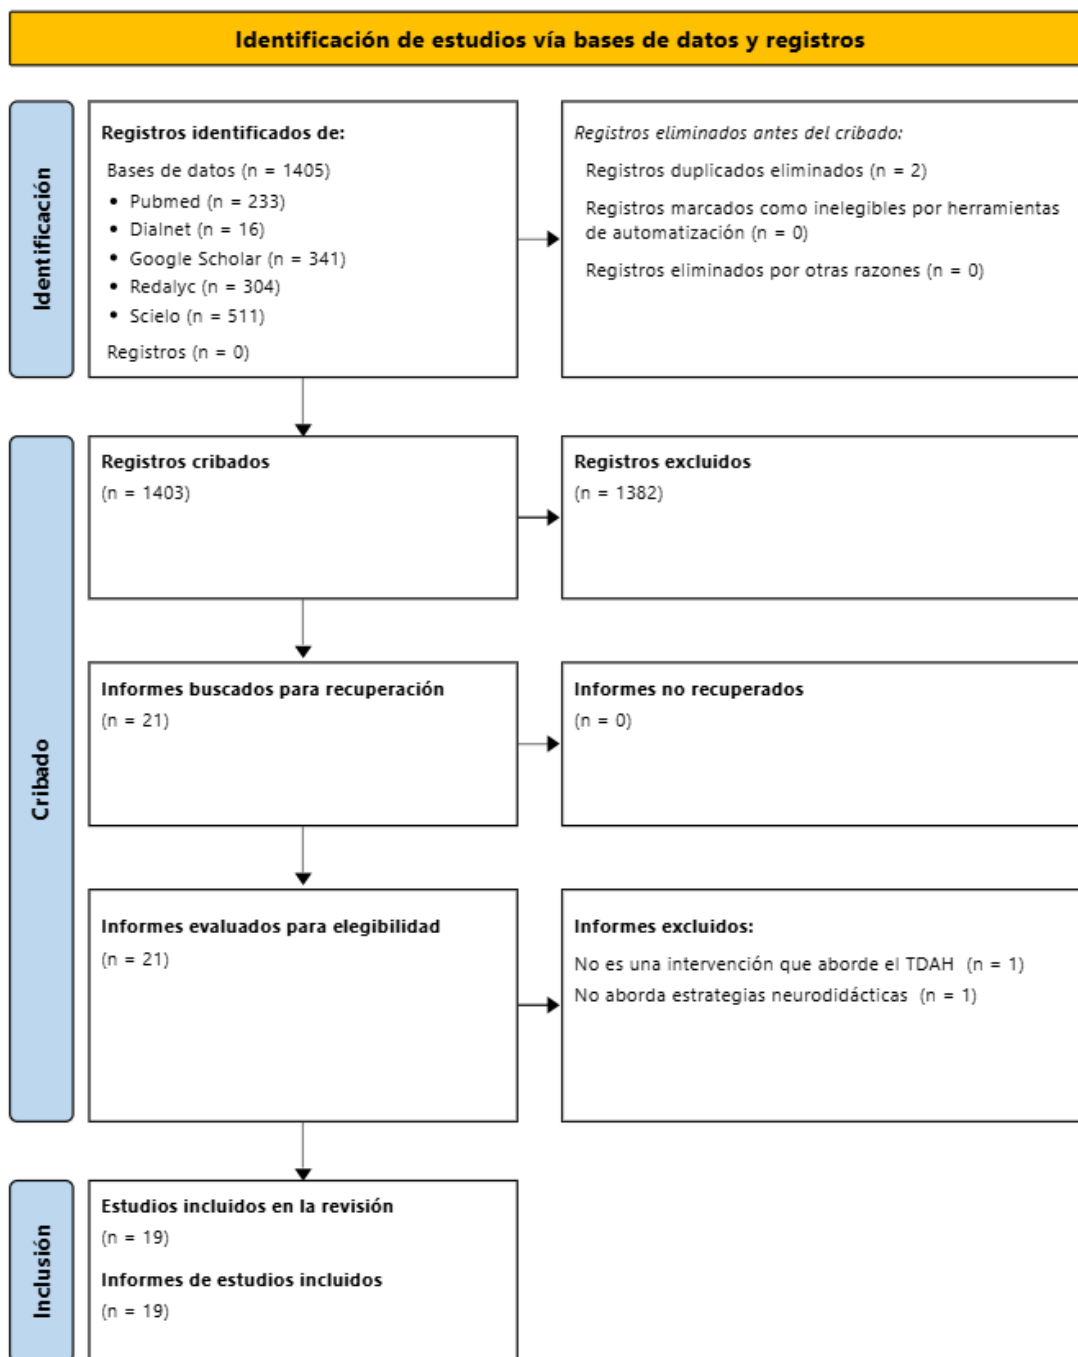 Identificación de estudios vía bases de datos y registros
Identificación
Registros identificados de:
Bases de datos (n = 1405)
• Pubmed (n = 233)
• Dialnet (n = 16)
• Google Scholar (n = 341)
• Redalyc (n = 304)
• Scielo (n = 511)
Registros (n = 0)
Registros eliminados antes del cribado:
Registros duplicados eliminados (n = 2)
Registros marcados como inelegibles por herramientas
de automatización (n = 0)
Registros eliminados por otras razones (n = 0)
Cribado
Registros cribados
(n = 1403)
Registros excluidos
(n = 1382)
Informes buscados para recuperación
(n = 21)
Informes no recuperados
(n = 0)
Informes evaluados para elegibilidad
(n = 21)
Informes excluidos:
No es una intervención que aborde el TDAH (n = 1)
No aborda estrategias neurodidácticas (n = 1)
Inclusión
Estudios incluidos en la revisión
(n = 19)
Informes de estudios incluidos
(n = 19)